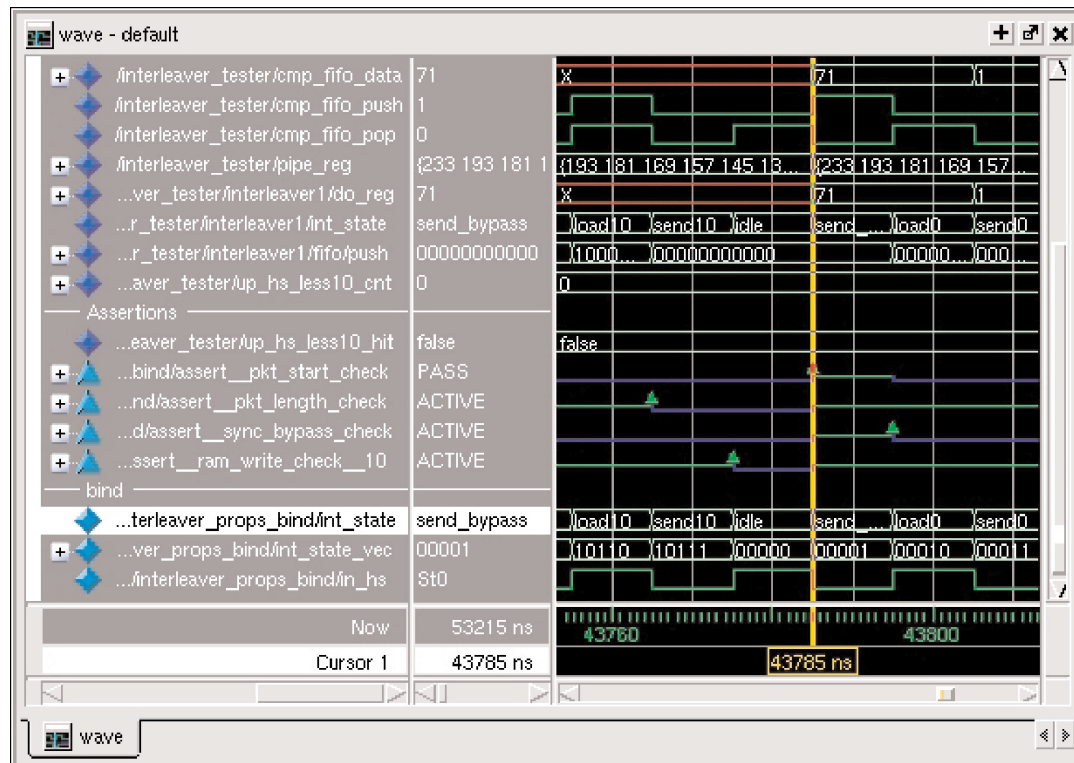 wave - default
/interleaver_tester/cmp_fifo_data 71 X 71 1
/interleaver_tester/cmp_fifo_push 1
/interleaver_tester/cmp_fifo_pop 0
/interleaver_tester/pipe_reg {233 193 181 1 {193 181 169 157 145 13... {233 193 181 169 157 ...
...ver_tester/interleaver1/do_reg 71 X 71 1
...r_tester/interleaver1/int_state send_bypass load10 send10 idle send_... load0 send0
...r_tester/interleaver1/fifo/push 00000000000 1000... 00000000000 00000... 000...
...aver_tester/up_hs_less10_cnt 0 0
Assertions
...eaver_tester/up_hs_less10_hit false false
...bind/assert__pkt_start_check PASS
...nd/assert__pkt_length_check ACTIVE
...d/assert__sync_bypass_check ACTIVE
...ssert__ram_write_check__10 ACTIVE
bind
...terleaver_props_bind/int_state send_bypass load10 send10 idle send_... load0 send0
...ver_props_bind/int_state_vec 00001 10110 10111 00000 00001 00010 00011
.../interleaver_props_bind/in_hs St0
Now 53215 ns 43760 43800
Cursor 1 43785 ns 43785 ns
wave